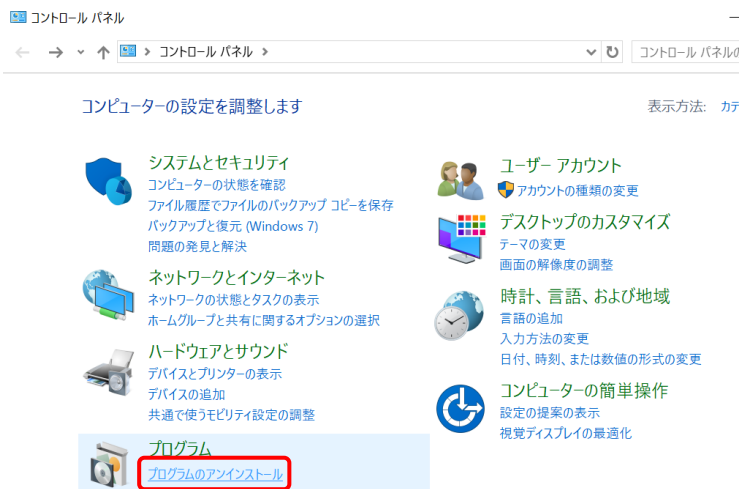 コントロール パネル
コントロール パネル
コントロール パネルの
コンピューターの設定を調整します
表示方法: カテ
システムとセキュリティ
コンピューターの状態を確認
ファイル履歴でファイルのバックアップ コピーを保存
バックアップと復元 (Windows 7)
問題の発見と解決
ネットワークとインターネット
ネットワークの状態とタスクの表示
ホームグループと共有に関するオプションの選択
ハードウェアとサウンド
デバイスとプリンターの表示
デバイスの追加
共通で使うモビリティ設定の調整
プログラム
プログラムのアンインストール
ユーザー アカウント
アカウントの種類の変更
デスクトップのカスタマイズ
テーマの変更
画面の解像度の調整
時計、言語、および地域
言語の追加
入力方法の変更
日付、時刻、または数値の形式の変更
コンピューターの簡単操作
設定の提案の表示
視覚ディスプレイの最適化